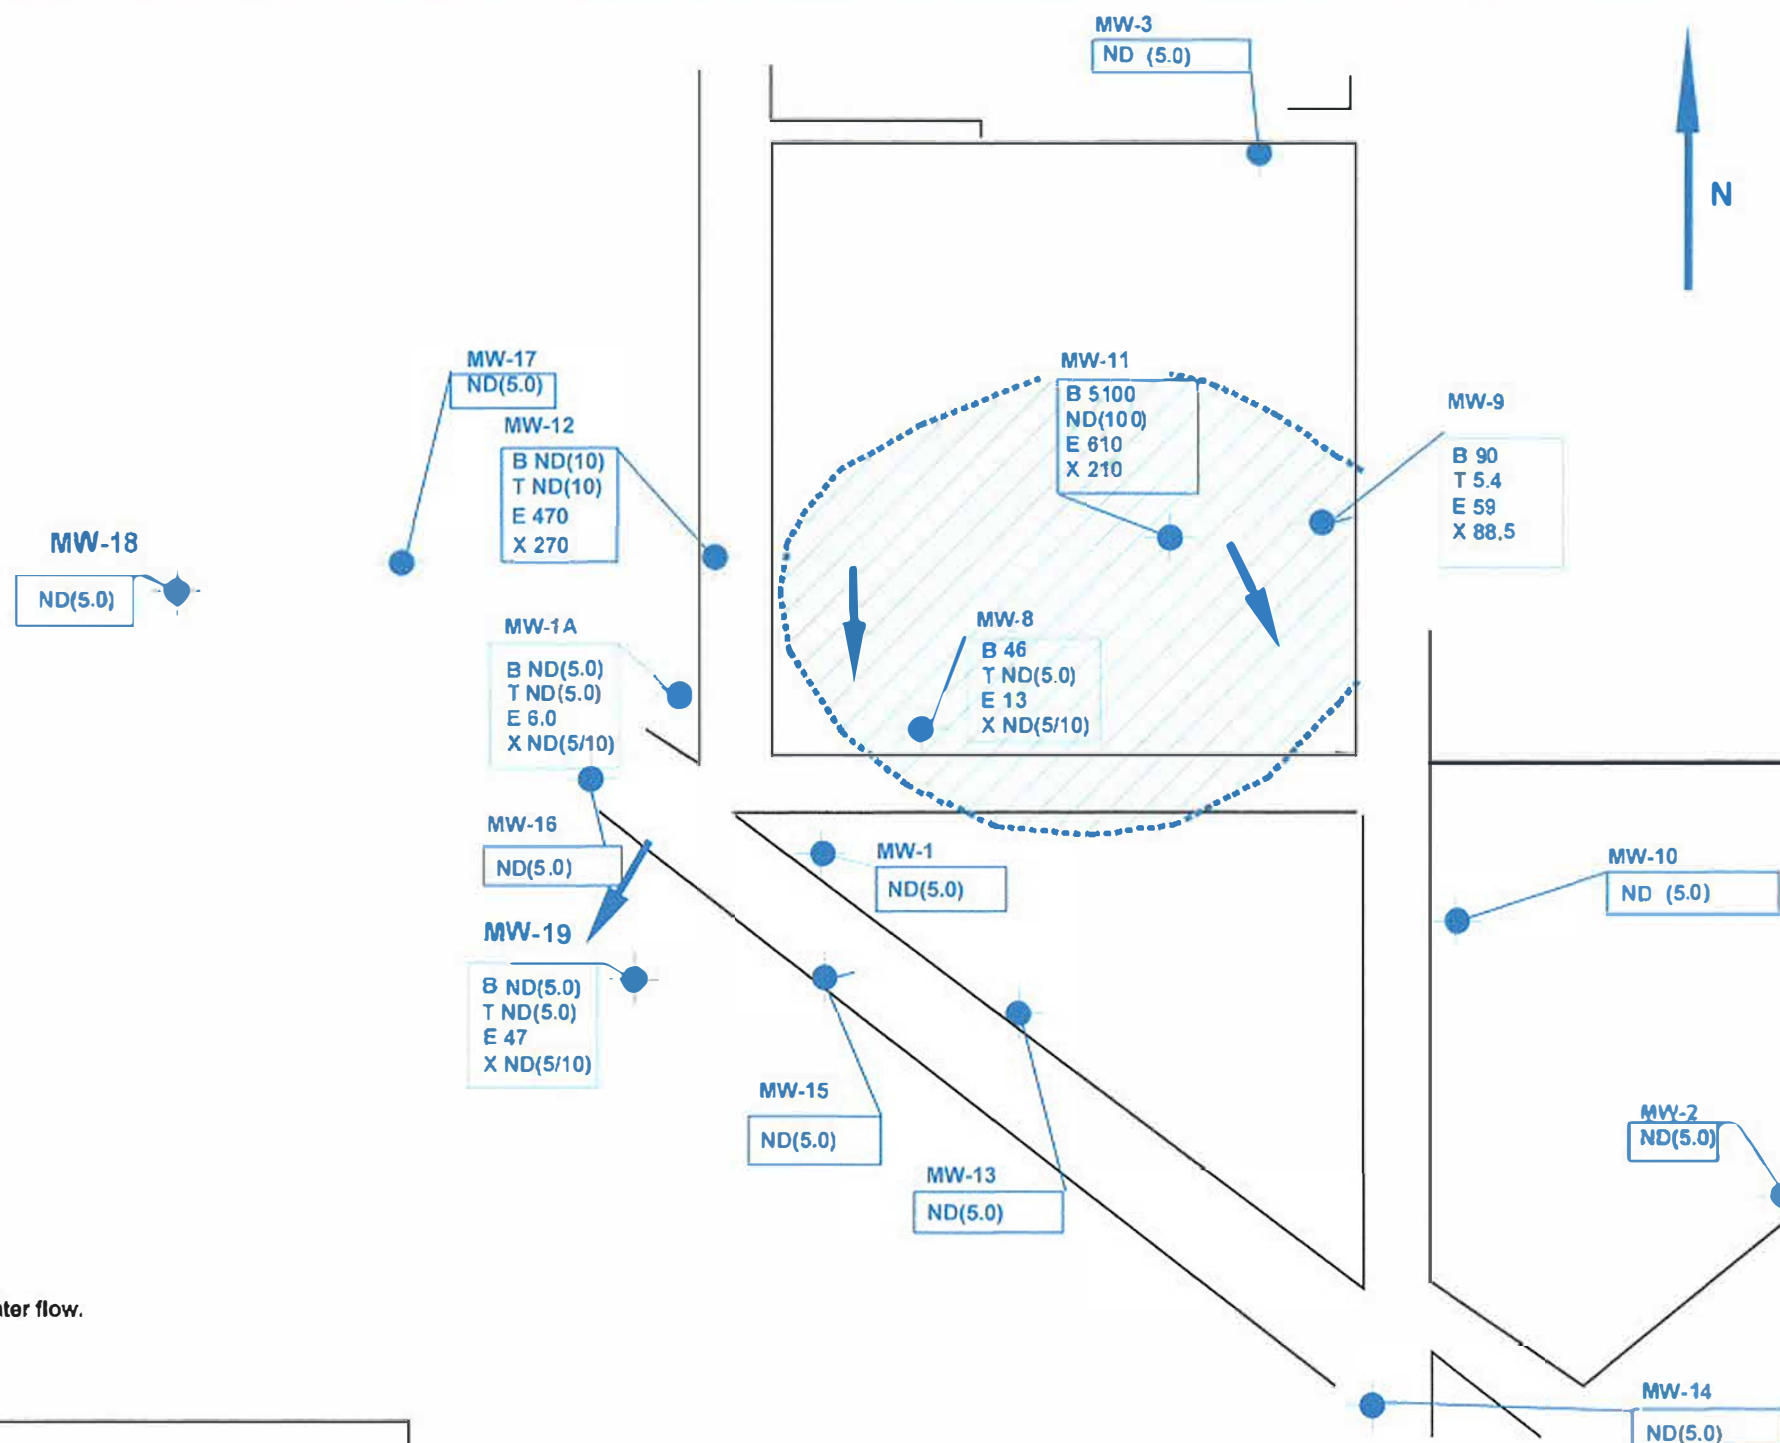 MW-3
ND (5.0)
N
MW-17
ND(5.0)
MW-12
B ND(10)
T ND(10)
E 470
X 270
MW-11
B 5100
ND(100)
E 610
X 210
MW-9
B 90
T 5.4
E 59
X 88.5
MW-18
ND(5.0)
MW-1A
B ND(5.0)
T ND(5.0)
E 6.0
X ND(5/10)
MW-8
B 46
T ND(5.0)
E 13
X ND(5/10)
MW-16
ND(5.0)
MW-1
ND(5.0)
MW-10
ND (5.0)
MW-19
B ND(5.0)
T ND(5.0)
E 47
X ND(5/10)
MW-15
ND(5.0)
MW-13
ND(5.0)
MW-2
ND(5.0)
flow.
MW-14
ND(5.0)